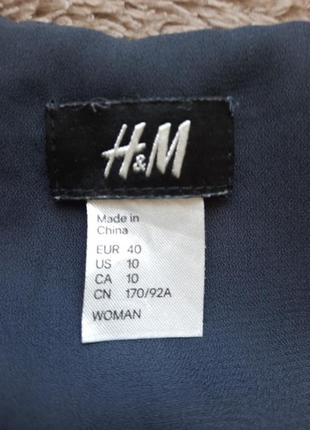 H&M
Made in
China
EUR 40
US 10
CA 10
CN 170/92A
WOMAN